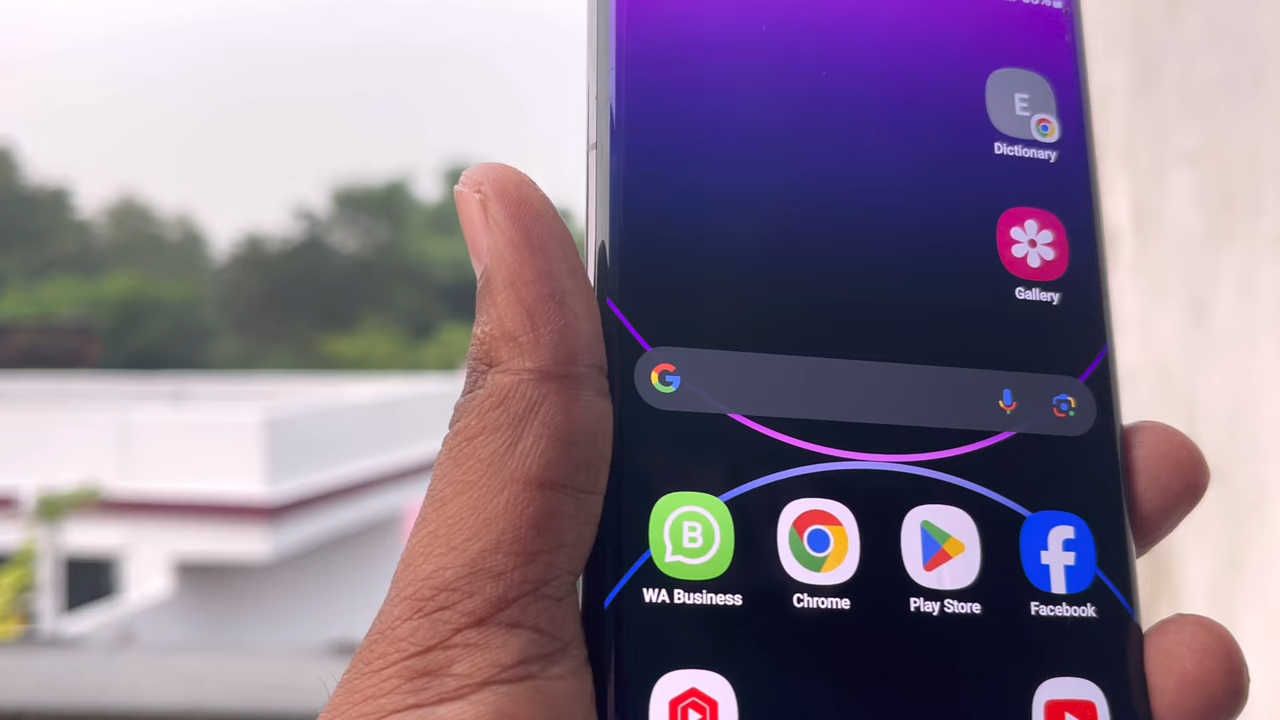 E
Dictionary
Gallery
G
B
WA Business
Chrome
Play Store
Facebook